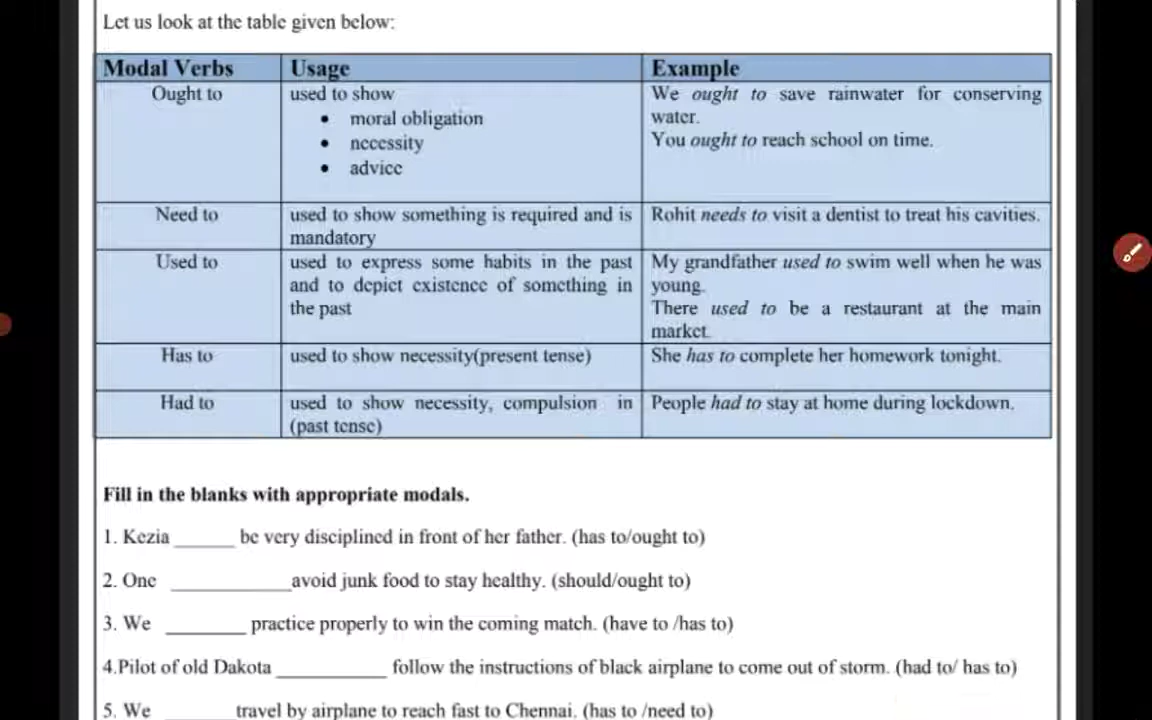 Let us look at the table given below:
Modal Verbs Usage Example
Ought to used to show We ought to save rainwater for conserving
• moral obligation water.
• necessity You ought to reach school on time.
• advice
Need to used to show something is required and is Rohit needs to visit a dentist to treat his cavities.
mandatory
Used to used to express some habits in the past My grandfather used to swim well when he was
and to depict existence of something in young.
the past There used to be a restaurant at the main
market.
Has to used to show necessity(present tense) She has to complete her homework tonight.
Had to used to show necessity, compulsion in People had to stay at home during lockdown.
(past tense)
Fill in the blanks with appropriate modals.
1. Kezia ______ be very disciplined in front of her father. (has to/ought to)
2. One ____________avoid junk food to stay healthy. (should/ought to)
3. We ________ practice properly to win the coming match. (have to /has to)
4.Pilot of old Dakota ___________ follow the instructions of black airplane to come out of storm. (had to/ has to)
5. We _______travel by airplane to reach fast to Chennai. (has to /need to)